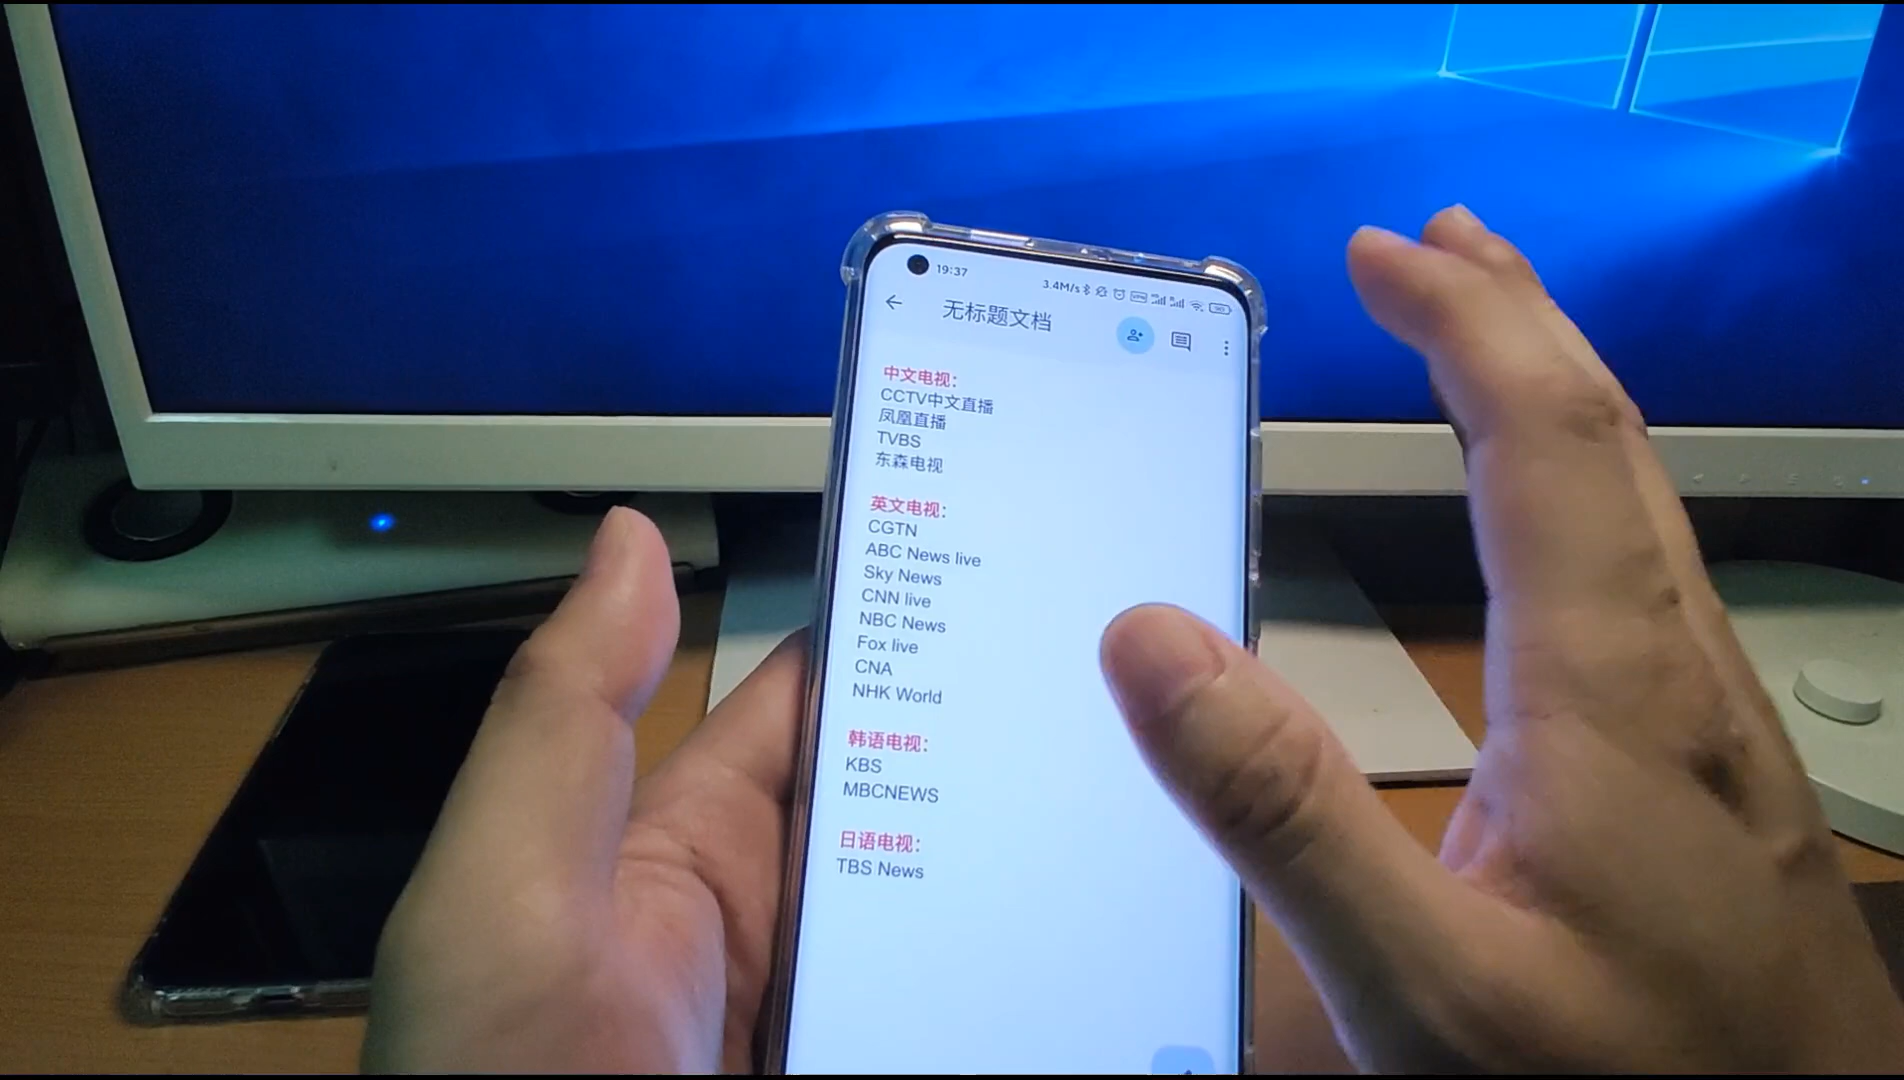 19:37
3.4M/s
无标题文档
中文电视：
CCTV中文直播
凤凰直播
TVBS
东森电视
英文电视：
CGTN
ABC News live
Sky News
CNN live
NBC News
Fox live
CNA
NHK World
韩语电视：
KBS
MBCNEWS
日语电视：
TBS News